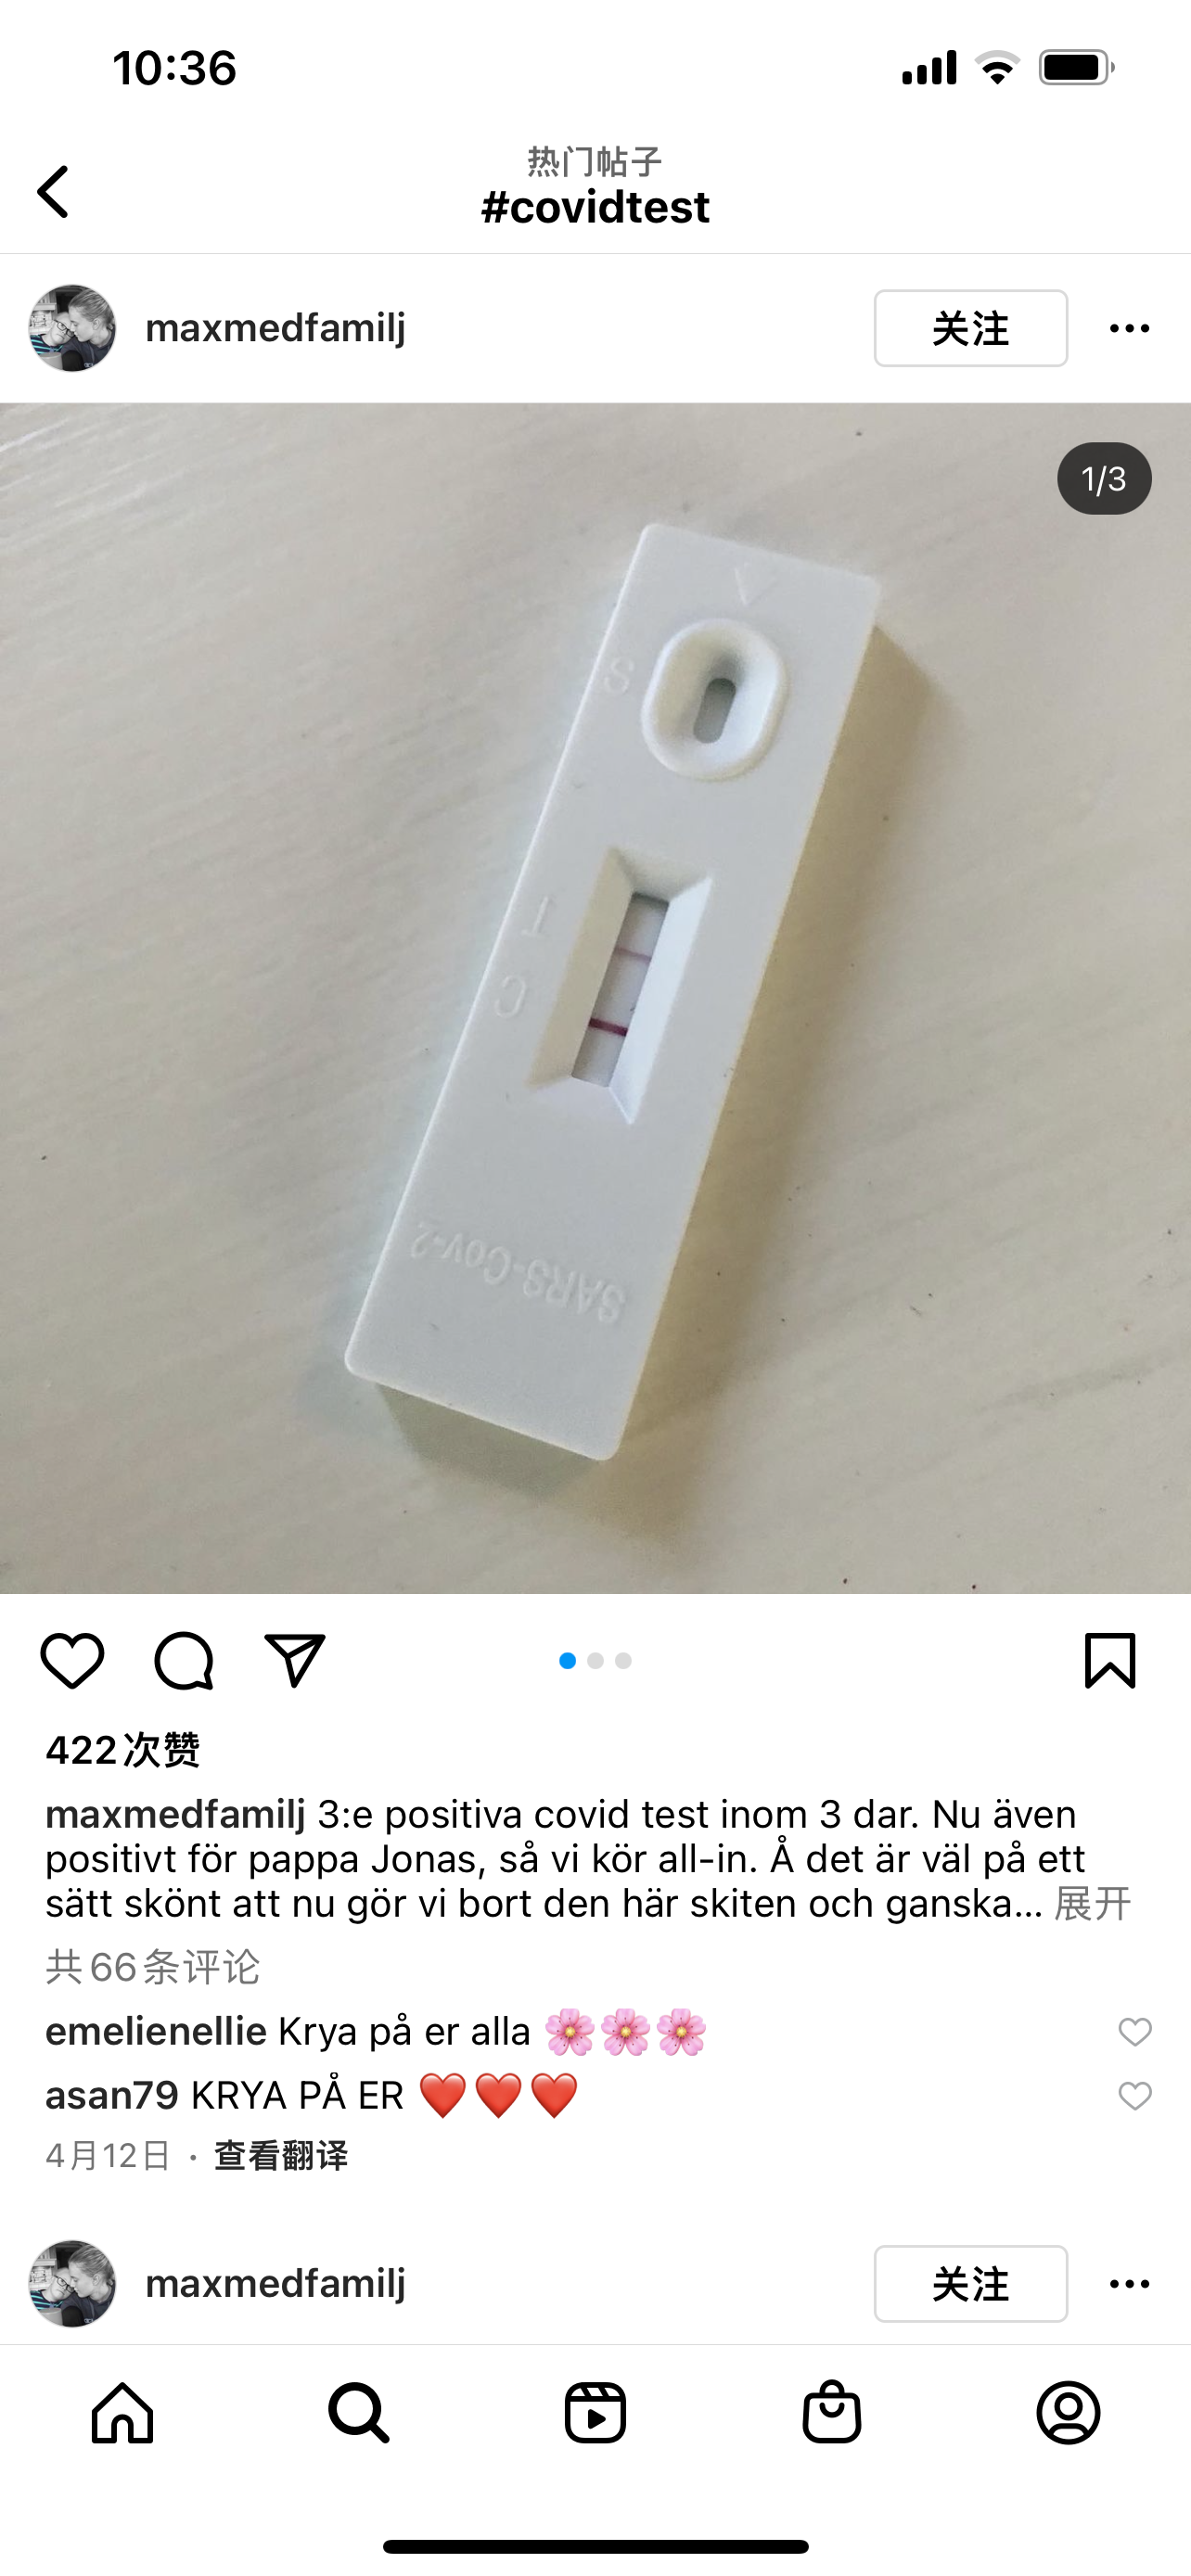 10:36
热门帖子
#covidtest
maxmedfamilj
关注
1/3
S
T
C
SARS-Cov-2
422次赞
maxmedfamilj 3:e positiva covid test inom 3 dar. Nu även
positivt för pappa Jonas, så vi kör all-in. Å det är väl på ett
sätt skönt att nu gör vi bort den här skiten och ganska... 展开
共66条评论
emelienellie Krya på er alla 🌸🌸🌸
asan79 KRYA PÅ ER ❤️❤️❤️
4月12日 · 查看翻译
maxmedfamilj
关注